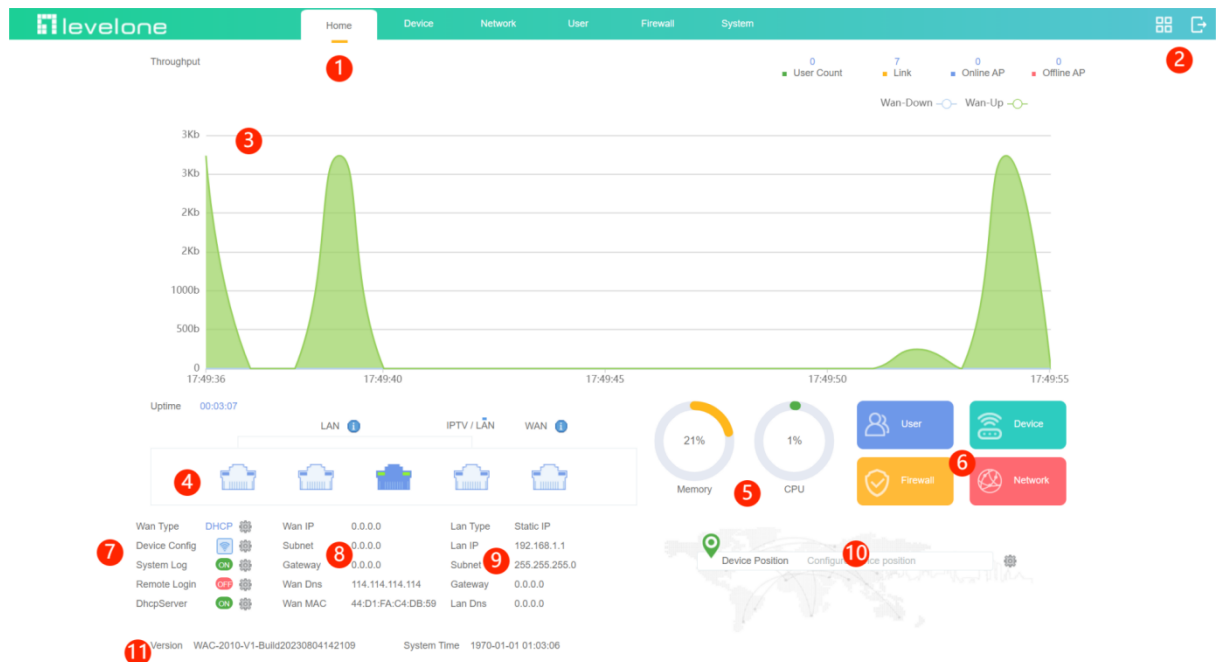 levelone Home Device Network User Firewall System
1 2
Throughput
0 7 0 0
User Count Link Online AP Offline AP
Wan-Down Wan-Up
3Kb
3
3Kb
2Kb
2Kb
1000b
500b
0
17:49:36 17:49:40 17:49:45 17:49:50 17:49:55
Uptime 00:03:07
LAN IPTV / LAN WAN
4
21% 1%
Memory 5 CPU
User Device
6
Firewall Network
Wan Type DHCP Wan IP 0.0.0.0 Lan Type Static IP
7 Device Config Subnet 0.0.0.0 Lan IP 192.168.1.1
System Log ON Gateway 8 0.0.0.0 Subnet 9 255.255.255.0
Remote Login OFF Wan Dns 114.114.114.114 Gateway 0.0.0.0
DhcpServer ON Wan MAC 44:D1:FA:C4:DB:59 Lan Dns 0.0.0.0
10
Device Position Configure device position
11 Version WAC-2010-V1-Build20230804142109 System Time 1970-01-01 01:03:06